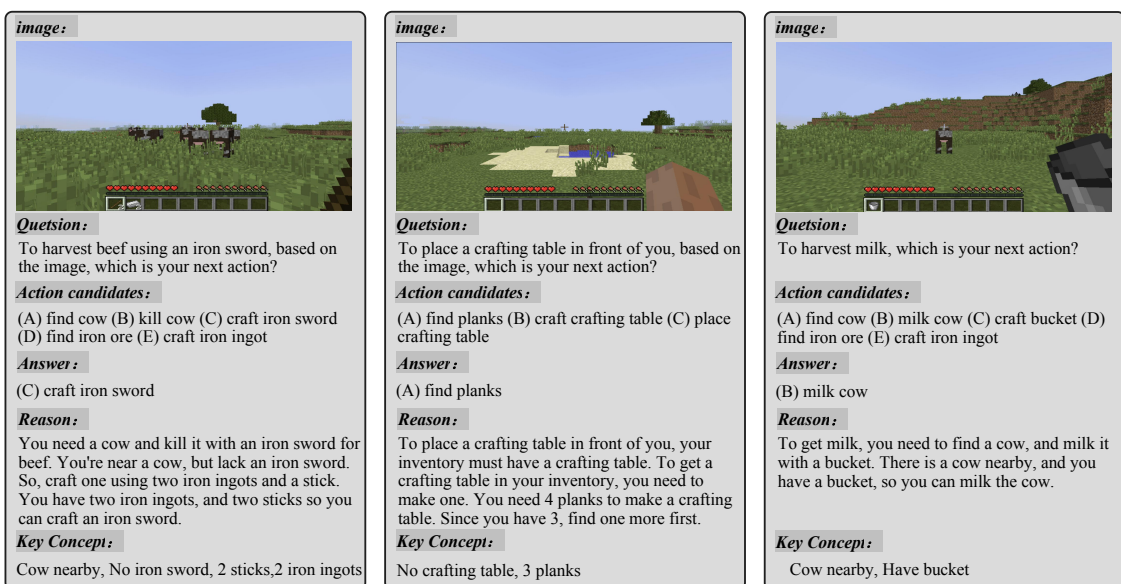 image：
Quetsion：
To harvest beef using an iron sword, based on
the image, which is your next action?
Action candidates：
(A) find cow (B) kill cow (C) craft iron sword
(D) find iron ore (E) craft iron ingot
Answer：
(C) craft iron sword
Reason：
You need a cow and kill it with an iron sword for
beef. You're near a cow, but lack an iron sword.
So, craft one using two iron ingots and a stick.
You have two iron ingots, and two sticks so you
can craft an iron sword.
Key Concept：
Cow nearby, No iron sword, 2 sticks,2 iron ingots
image：
Quetsion：
To place a crafting table in front of you, based on
the image, which is your next action?
Action candidates：
(A) find planks (B) craft crafting table (C) place
crafting table
Answer：
(A) find planks
Reason：
To place a crafting table in front of you, your
inventory must have a crafting table. To get a
crafting table in your inventory, you need to
make one. You need 4 planks to make a crafting
table. Since you have 3, find one more first.
Key Concept：
No crafting table, 3 planks
image：
Quetsion：
To harvest milk, which is your next action?
Action candidates：
(A) find cow (B) milk cow (C) craft bucket (D)
find iron ore (E) craft iron ingot
Answer：
(B) milk cow
Reason：
To get milk, you need to find a cow, and milk it
with a bucket. There is a cow nearby, and you
have a bucket, so you can milk the cow.
Key Concept：
Cow nearby, Have bucket